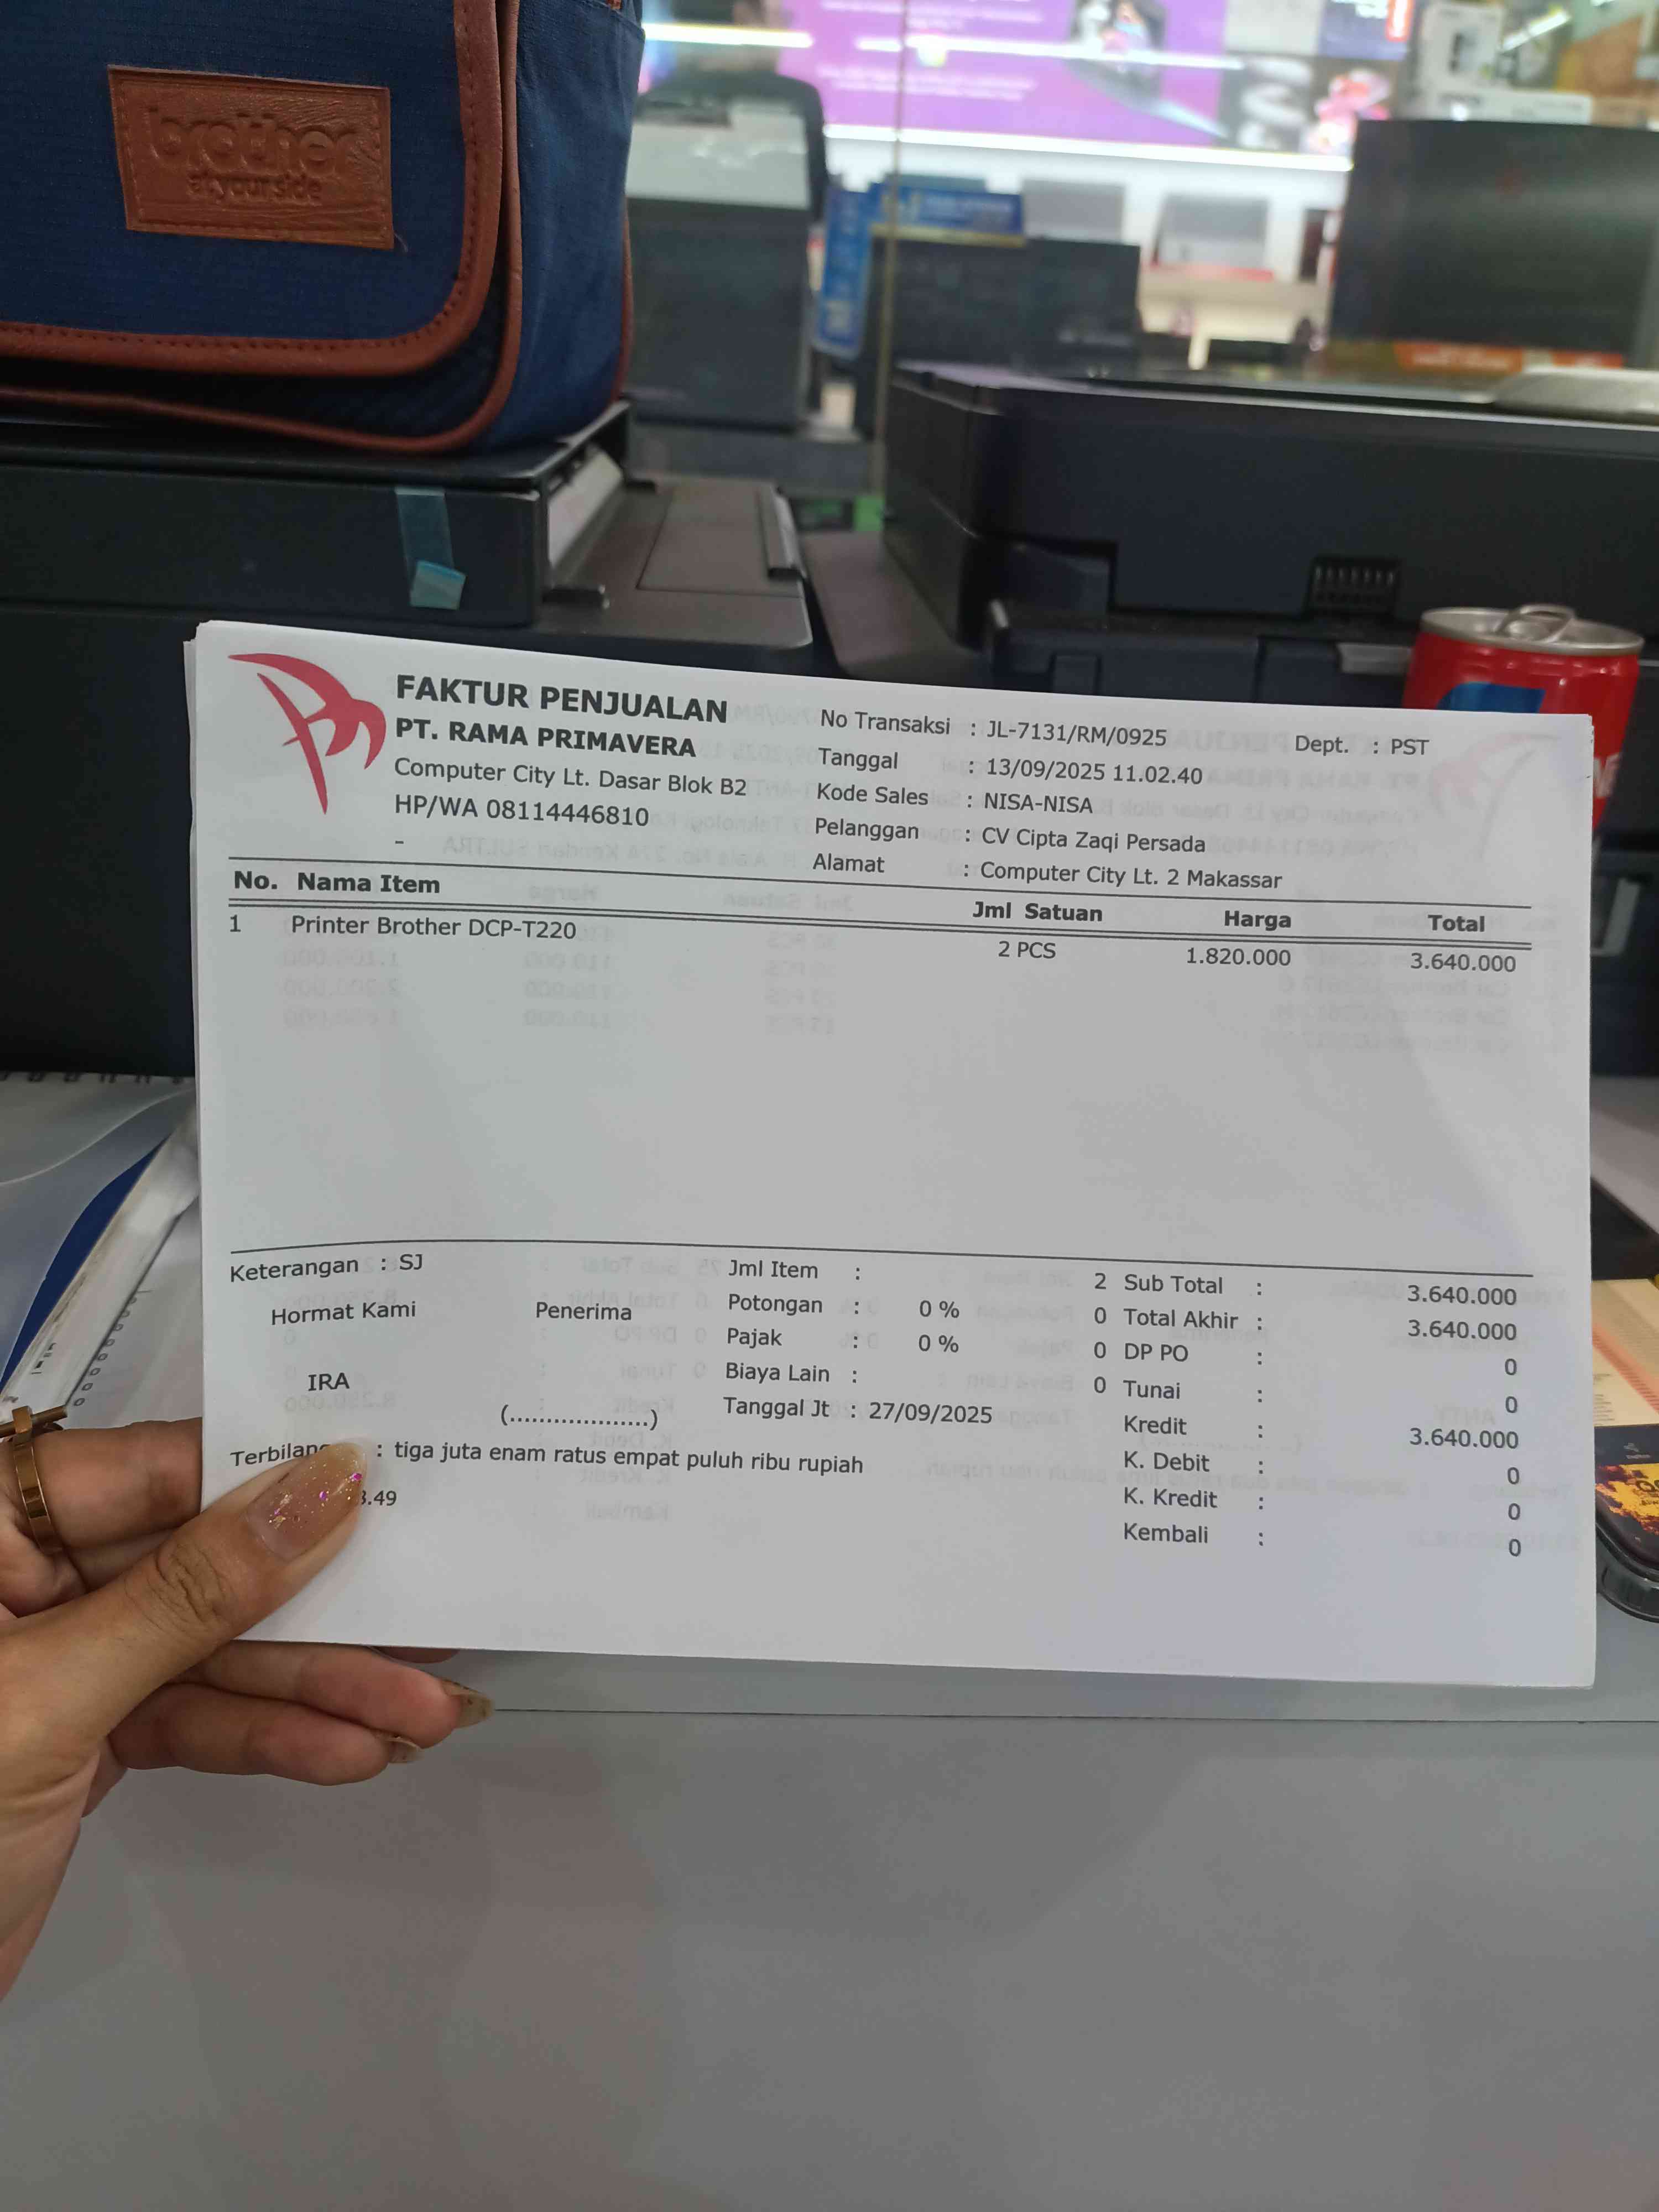 brother
at your side
FAKTUR PENJUALAN
PT. RAMA PRIMAVERA
Computer City Lt. Dasar Blok B2
HP/WA 08114446810
-
No Transaksi : JL-7131/RM/0925 Dept. : PST
Tanggal : 13/09/2025 11.02.40
Kode Sales : NISA-NISA
Pelanggan : CV Cipta Zaqi Persada
Alamat : Computer City Lt. 2 Makassar
No. Nama Item Jml Satuan Harga Total
1 Printer Brother DCP-T220 2 PCS 1.820.000 3.640.000
Keterangan : SJ
Hormat Kami Penerima
IRA
(...................)
Jml Item : 2
Potongan : 0 % 0
Pajak : 0 % 0
Biaya Lain : 0
Tanggal Jt : 27/09/2025
Sub Total : 3.640.000
Total Akhir : 3.640.000
DP PO : 0
Tunai : 0
Kredit : 3.640.000
K. Debit : 0
K. Kredit : 0
Kembali : 0
Terbilang : tiga juta enam ratus empat puluh ribu rupiah
.49